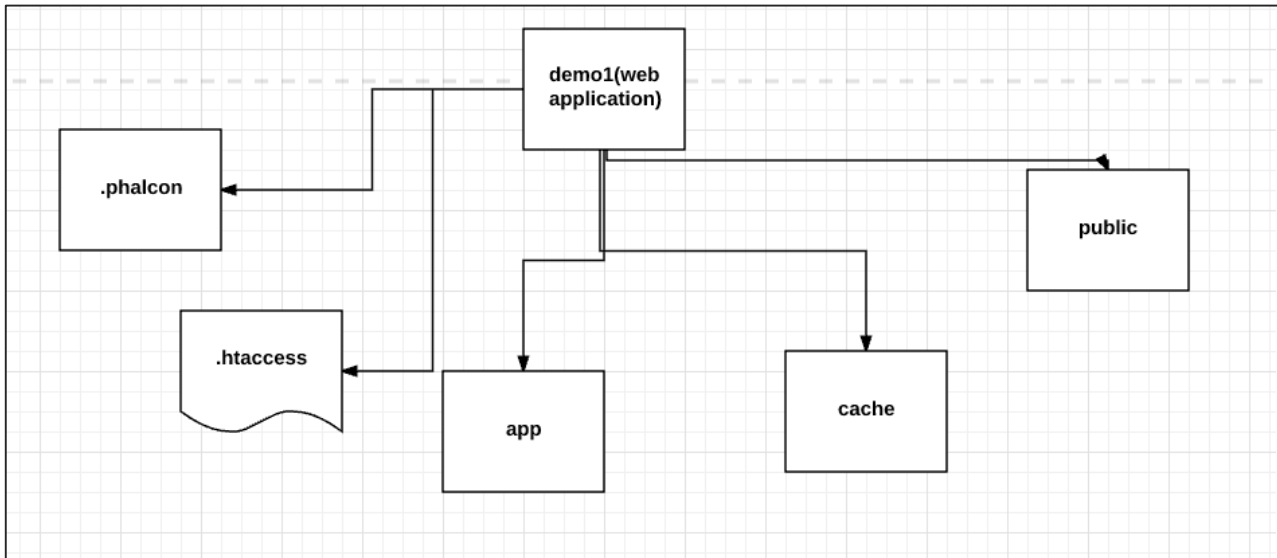 demo1(web
application)
.phalcon
public
.htaccess
cache
app